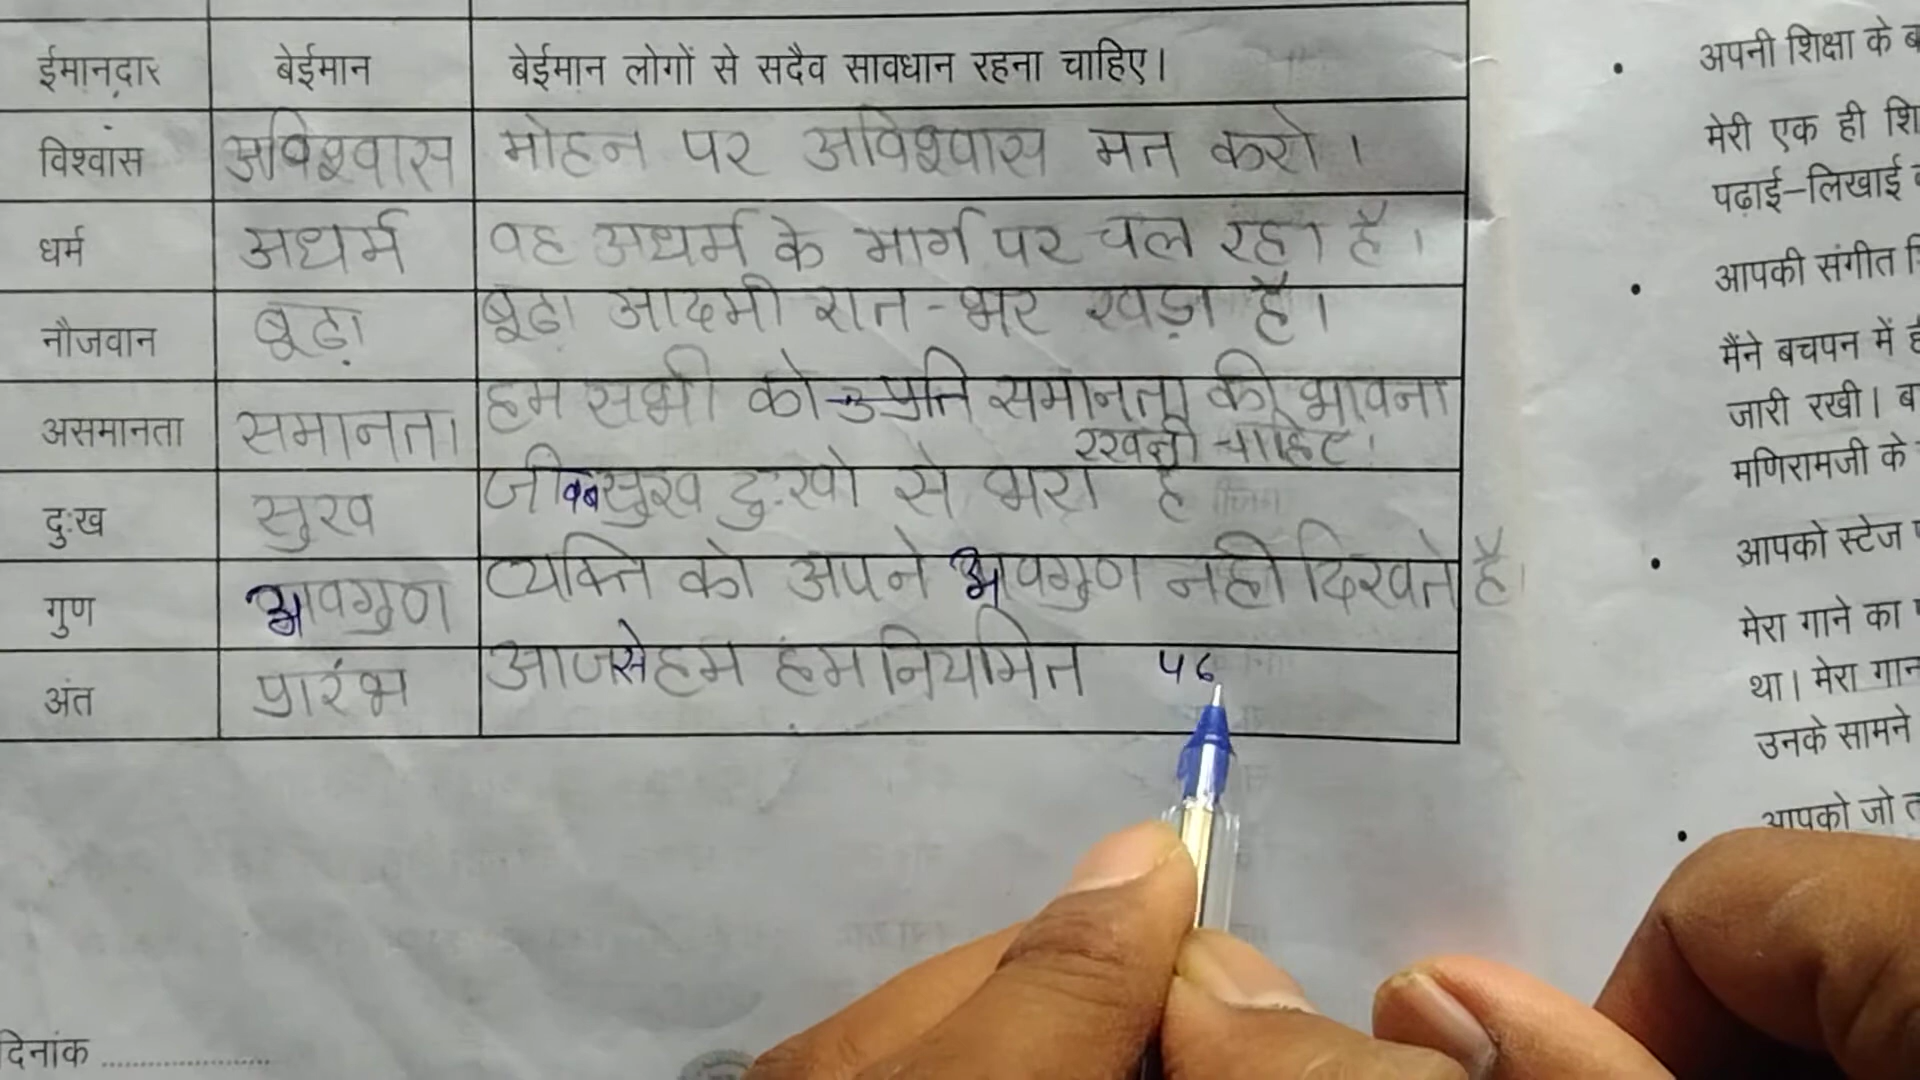 ईमानदार बेईमान बेईमान लोगों से सदैव सावधान रहना चाहिए।
विश्वास अविश्वास मोहन पर अविश्वास मत करो।
धर्म अधर्म वह अधर्म के मार्ग पर चल रहा है।
नौजवान बूढ़ा बूढ़ा आदमी रात-भर खड़ा है।
असमानता समानता हम सभी को प्रति समानता की भावना
रखनी चाहिए।
दुःख सुख जीवन सुख दुःखो से भरा है
गुण अवगुण व्यक्ति को अपने अवगुण नही दिखते है।
अंत प्रारंभ आज से हम हम नियमित
दिनांक ....................
अपनी शिक्षा के
मेरी एक ही
पढ़ाई–लिखाई
आपकी संगीत
मैंने बचपन में
जारी रखी।
मणिरामजी के
आपको स्टेज
मेरा गाने का
था। मेरा गान
उनके सामने
आपको जो